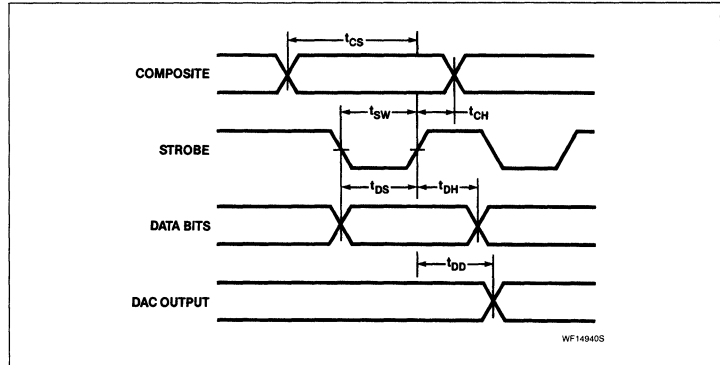 tCS
COMPOSITE
tSW
tCH
STROBE
tDS
tDH
DATA BITS
tDD
DAC OUTPUT
WF14940S